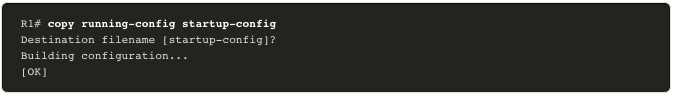 R1# copy running-config startup-config
Destination filename [startup-config]?
Building configuration...
[OK]